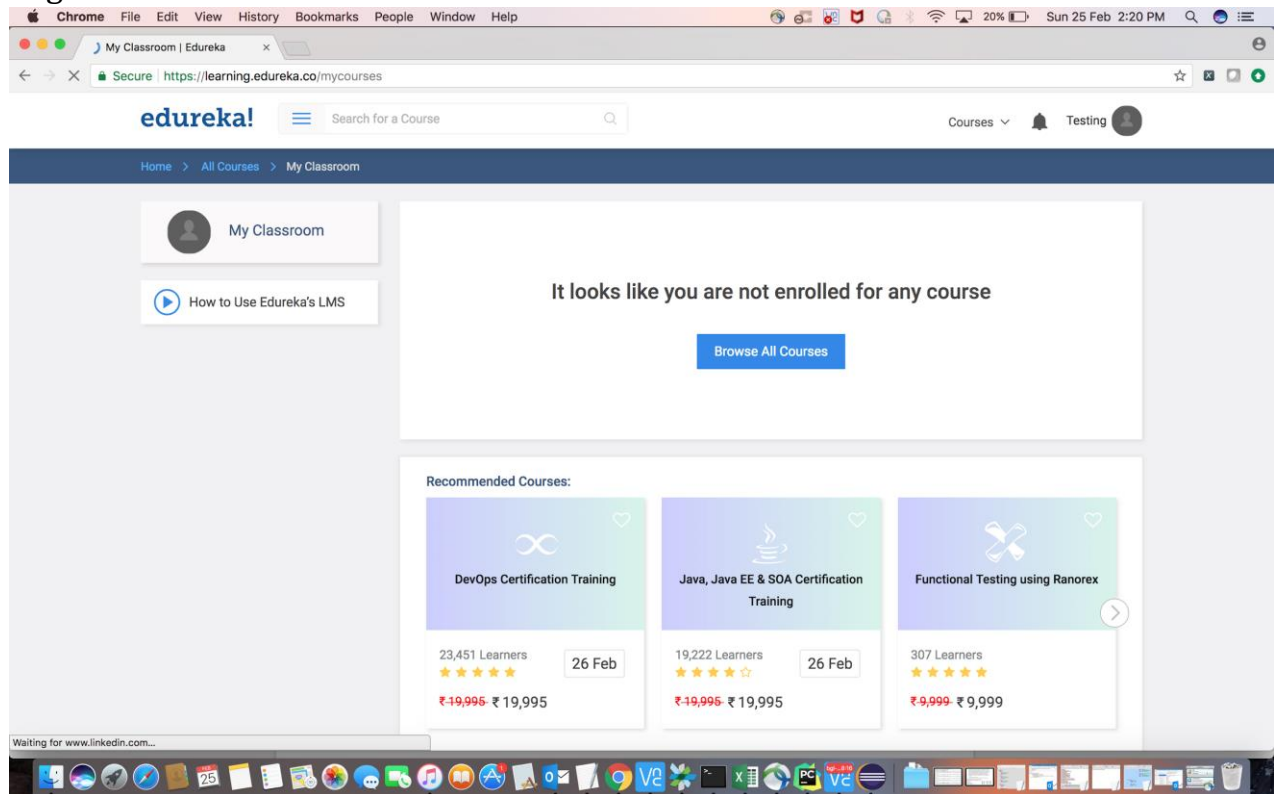 Chrome File Edit View History Bookmarks People Window Help 20% Sun 25 Feb 2:20 PM
My Classroom | Edureka
Secure https://learning.edureka.co/mycourses
edureka! Search for a Course Courses Testing
Home > All Courses > My Classroom
My Classroom
How to Use Edureka's LMS
It looks like you are not enrolled for any course
Browse All Courses
Recommended Courses:
DevOps Certification Training
23,451 Learners
26 Feb
₹ 19,995 ₹ 19,995
Java, Java EE & SOA Certification
Training
19,222 Learners
26 Feb
₹ 19,995 ₹ 19,995
Functional Testing using Ranorex
307 Learners
₹ 9,999 ₹ 9,999
Waiting for www.linkedin.com...